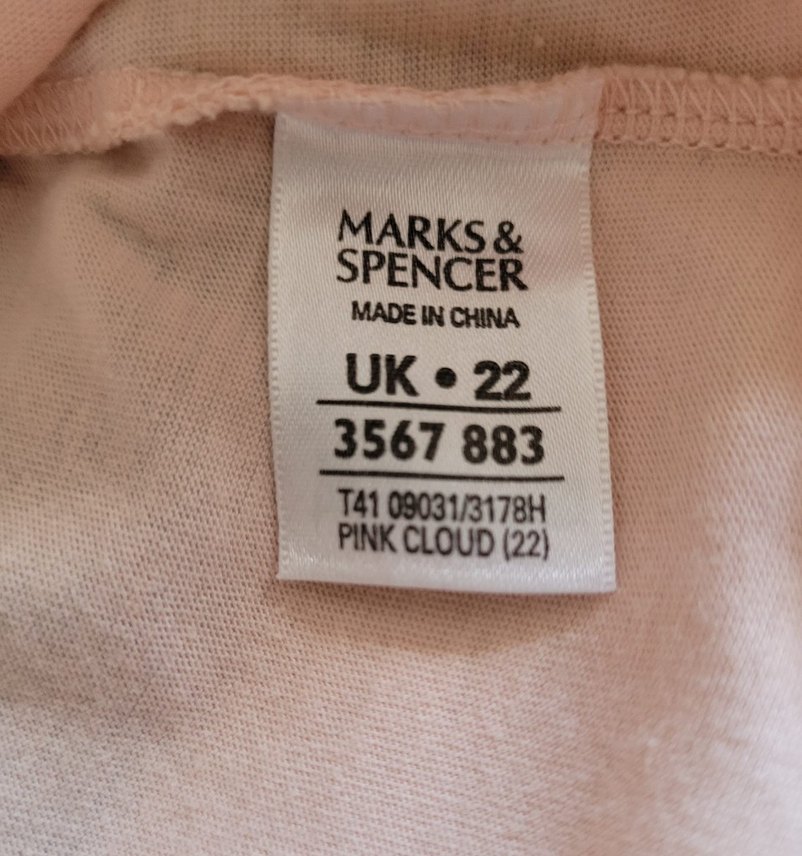 MARKS &
SPENCER
MADE IN CHINA
UK • 22
3567 883
T41 09031/3178H
PINK CLOUD (22)